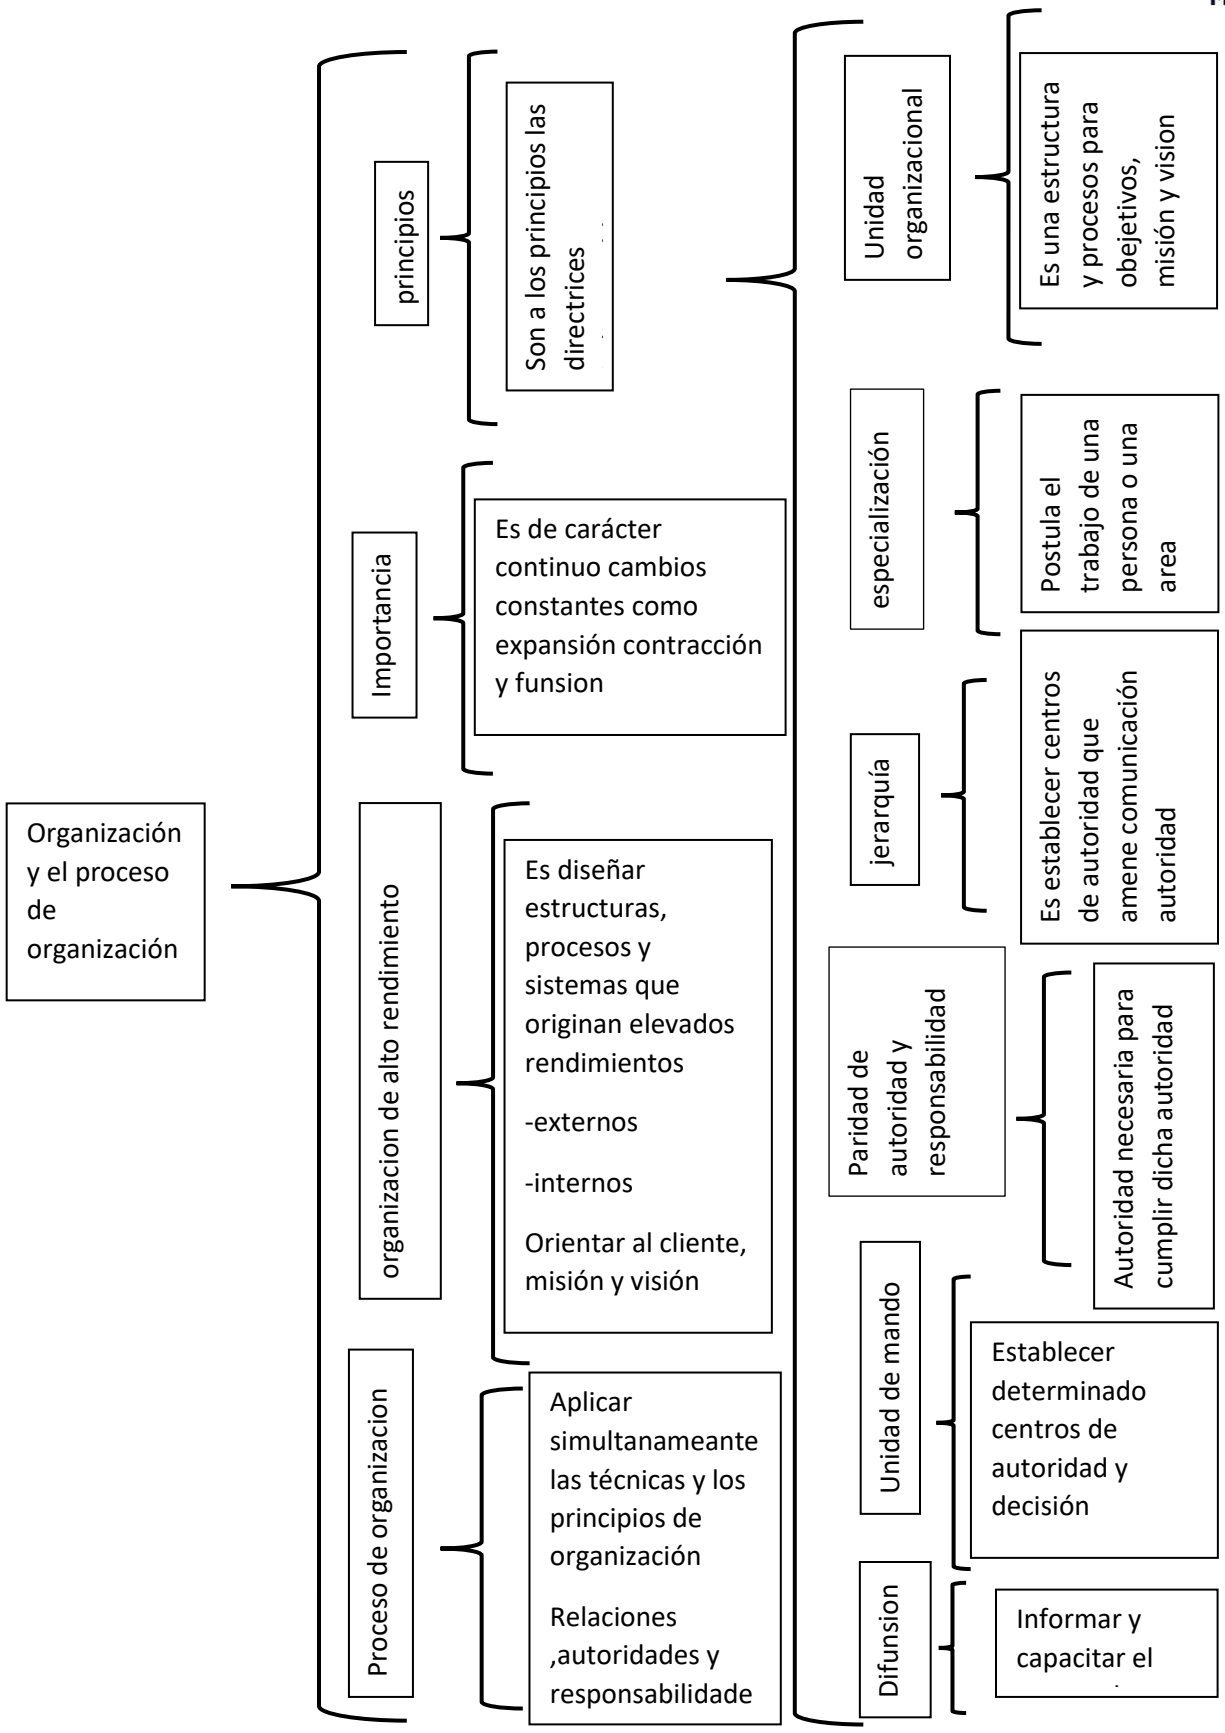 Organización
y el proceso
de
organización
principios
Son a los principios las
directrices
Importancia
Es de carácter
continuo cambios
constantes como
expansión contracción
y funsion
organizacion de alto rendimiento
Es diseñar
estructuras,
procesos y
sistemas que
originan elevados
rendimientos
-externos
-internos
Orientar al cliente,
misión y visión
Proceso de organizacion
Aplicar
simultanameante
las técnicas y los
principios de
organización
Relaciones
,autoridades y
responsabilidade
Unidad
organizacional
Es una estructura
y procesos para
obejetivos,
misión y vision
especialización
Postula el
trabajo de una
persona o una
area
jerarquía
Es establecer centros
de autoridad que
amene comunicación
autoridad
Paridad de
autoridad y
responsabilidad
Autoridad necesaria para
cumplir dicha autoridad
Unidad de mando
Establecer
determinado
centros de
autoridad y
decisión
Difunsion
Informar y
capacitar el